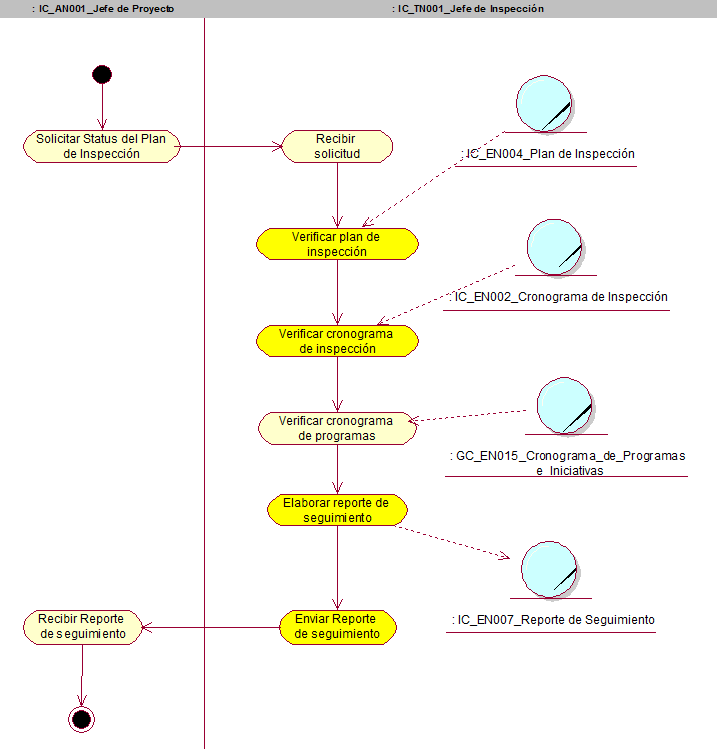 : IC_AN001_Jefe de Proyecto
: IC_TN001_Jefe de Inspección
Solicitar Status del Plan
de Inspección
Recibir
solicitud
: IC_EN004_Plan de Inspección
Verificar plan de
inspección
: IC_EN002_Cronograma de Inspección
Verificar cronograma
de inspección
Verificar cronograma
de programas
: GC_EN015_Cronograma_de_Programas
e_Iniciativas
Elaborar reporte de
seguimiento
Recibir Reporte
de seguimiento
Enviar Reporte
de seguimiento
: IC_EN007_Reporte de Seguimiento